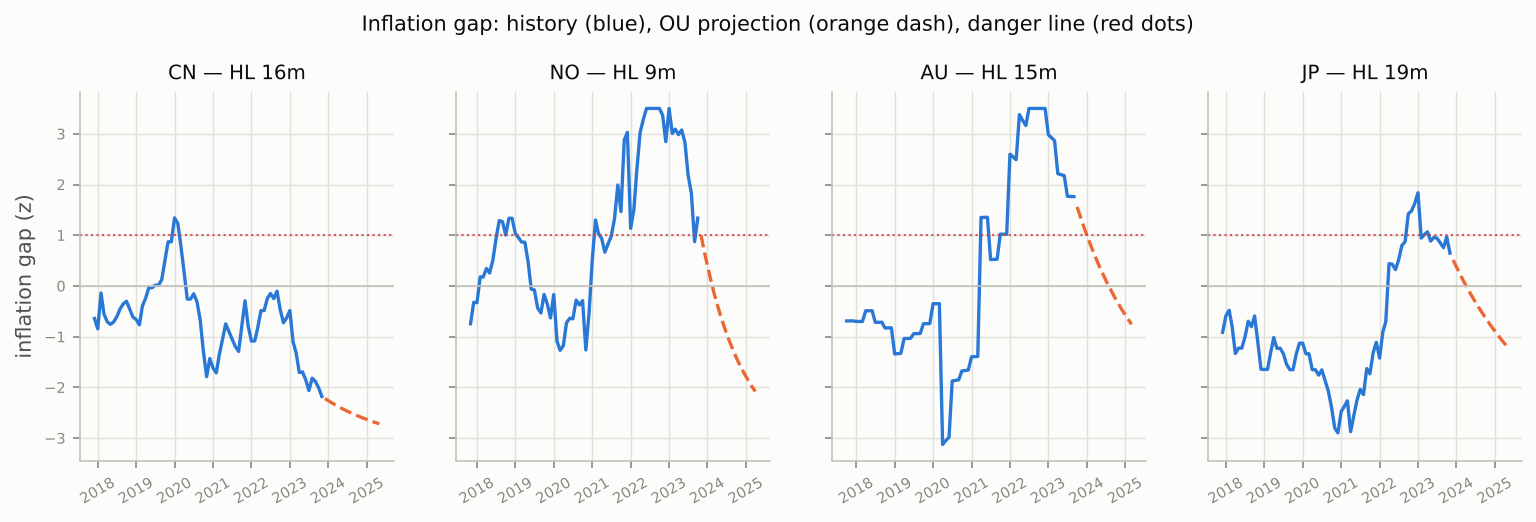 Inflation gap: history (blue), OU projection (orange dash), danger line (red dots)
CN — HL 16m
NO — HL 9m
AU — HL 15m
JP — HL 19m
inflation gap (z)
3
2
1
0
−1
−2
−3
2018 2019 2020 2021 2022 2023 2024 2025
2018 2019 2020 2021 2022 2023 2024 2025
2018 2019 2020 2021 2022 2023 2024 2025
2018 2019 2020 2021 2022 2023 2024 2025